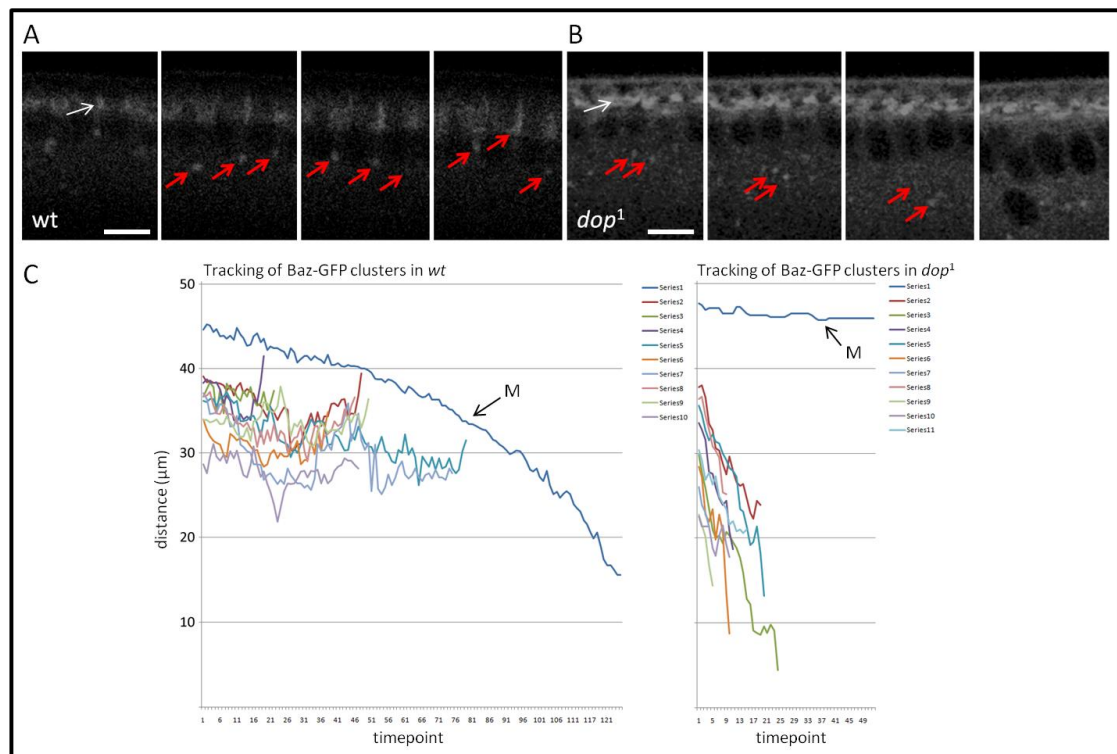 A
B
wt
dop¹
C
Tracking of Baz-GFP clusters in wt
Tracking of Baz-GFP clusters in dop¹
50
40
30
20
10
distance (μm)
M
Series1
Series2
Series3
Series4
Series5
Series6
Series7
Series8
Series9
Series10
1 6 11 16 21 26 31 36 41 46 51 56 61 66 71 76 81 86 91 96 101 106 111 117 121
timepoint
M
Series1
Series2
Series3
Series4
Series5
Series6
Series7
Series8
Series9
Series10
Series11
1 5 9 13 17 21 25 29 33 37 41 45 49
timepoint